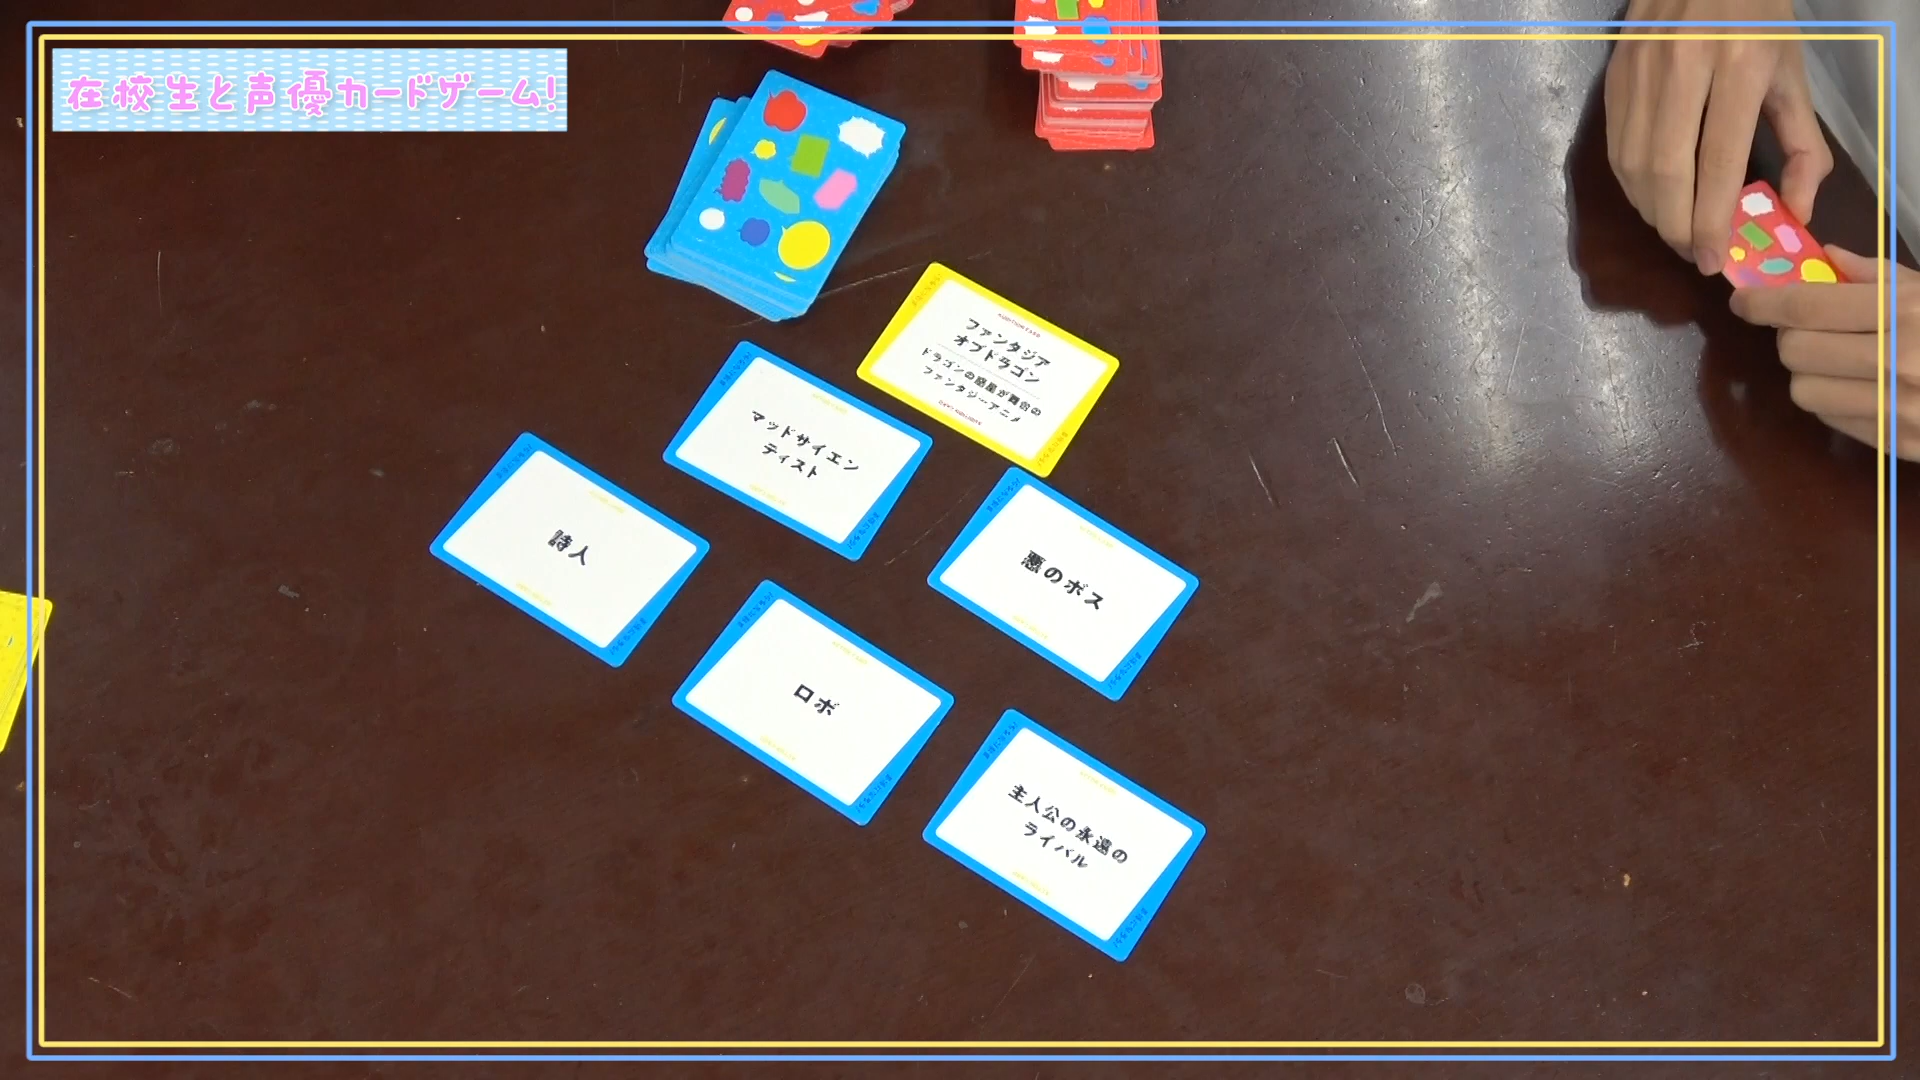 在校生と声優カードゲーム!
ファンタジア
オブドラゴン
ドラゴンの惑星が舞台の
ファンタジーアニメ
マッドサイエン
ティスト
詩人
悪のボス
ロボ
主人公の永遠の
ライバル